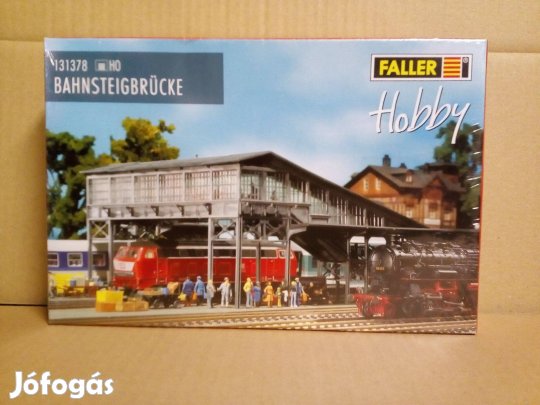 131378 HO
BAHNSTEIGBRÜCKE
FALLER
Hobby
Jófogás